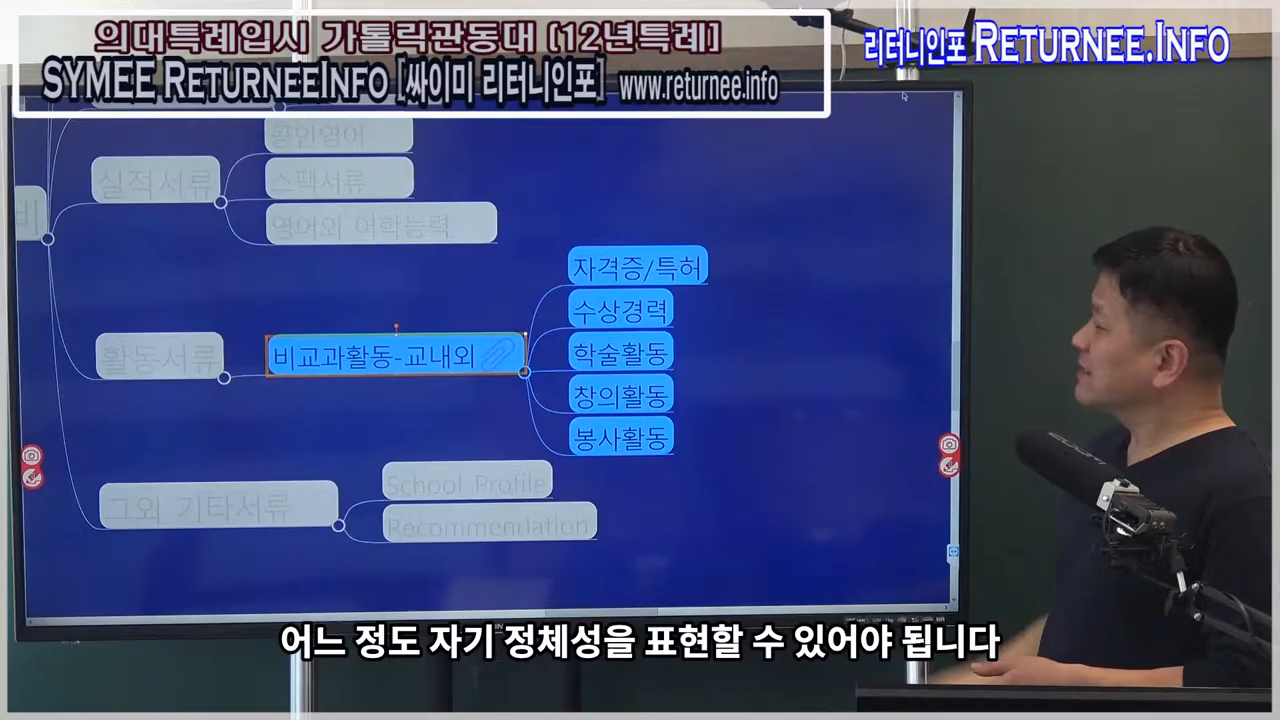 의대특례입시 가톨릭관동대 [12년특례]
SYMEE RETURNEEINFO [싸이미 리터니인포] www.returnee.info
리터니인포 RETURNEE.INFO
공인영어
실적서류
스펙서류
비
영어외 어학능력
자격증/특허
수상경력
활동서류
비교과활동-교내외
학술활동
창의활동
봉사활동
School Profile
그외 기타서류
Recommendation
어느 정도 자기 정체성을 표현할 수 있어야 됩니다